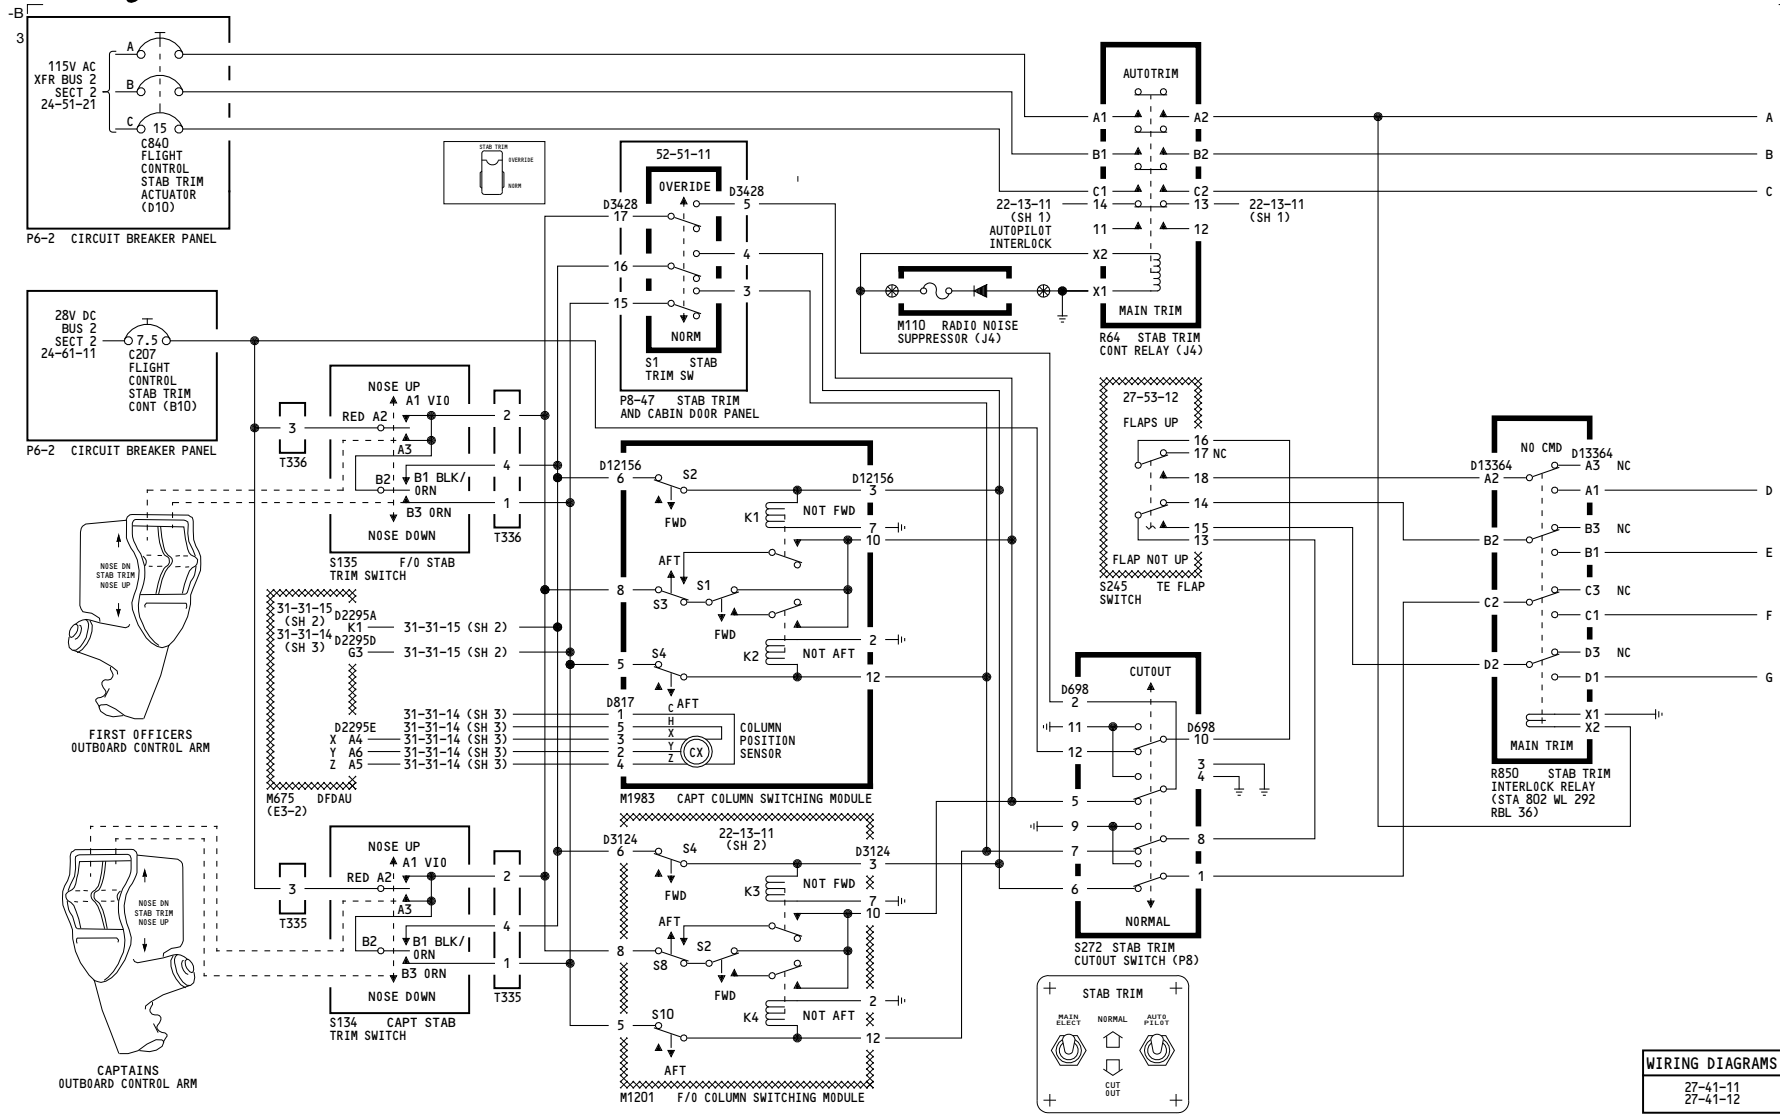 -B
3
115V AC
XFR BUS 2
SECT 2
24-51-21
A
B
C
15
C840
FLIGHT
CONTROL
STAB TRIM
ACTUATOR
(D10)
P6-2 CIRCUIT BREAKER PANEL
28V DC
BUS 2
SECT 2
24-61-11
7.5
C207
FLIGHT
CONTROL
STAB TRIM
CONT (B10)
P6-2 CIRCUIT BREAKER PANEL
STAB TRIM
OVERRIDE
NORM
52-51-11
OVERIDE
D3428
D3428
17
5
16
4
15
3
NORM
S1 STAB
TRIM SW
P8-47 STAB TRIM
AND CABIN DOOR PANEL
AUTOTRIM
A1
A2
B1
B2
C1
C2
14
13
11
12
X2
X1
22-13-11
(SH 1)
AUTOPILOT
INTERLOCK
22-13-11
(SH 1)
MAIN TRIM
R64 STAB TRIM
CONT RELAY (J4)
M110 RADIO NOISE
SUPPRESSOR (J4)
A
B
C
3
T336
NOSE UP
A1 VIO
RED A2
A3
B2
B1 BLK/
ORN
B3 ORN
NOSE DOWN
S135 F/O STAB
TRIM SWITCH
2
4
1
T336
NOSE DN
STAB TRIM
NOSE UP
FIRST OFFICERS
OUTBOARD CONTROL ARM
31-31-15
(SH 2)
31-31-14
(SH 3)
D2295A
K1
31-31-15 (SH 2)
D2295D
G3
31-31-15 (SH 2)
D2295E
31-31-14 (SH 3)
31-31-14 (SH 3)
X A4
31-31-14 (SH 3)
Y A6
31-31-14 (SH 3)
Z A5
31-31-14 (SH 3)
M675 DFDAU
(E3-2)
D12156
6
S2
FWD
D12156
3
K1
NOT FWD
7
10
AFT
8
S3
S1
FWD
2
K2
NOT AFT
5
S4
AFT
12
D817
1
5
3
2
4
C
H
X
Y
Z
CX
COLUMN
POSITION
SENSOR
M1983 CAPT COLUMN SWITCHING MODULE
27-53-12
FLAPS UP
16
17 NC
18
14
15
13
FLAP NOT UP
S245 TE FLAP
SWITCH
NO CMD
D13364
D13364
A2
A3 NC
A1
B3 NC
B2
B1
C3 NC
C2
C1
D3 NC
D2
D1
X1
X2
MAIN TRIM
R850 STAB TRIM
INTERLOCK RELAY
(STA 802 WL 292
RBL 36)
D
E
F
G
CUTOUT
D698
2
11
12
5
9
7
6
D698
10
3
4
8
1
NORMAL
S272 STAB TRIM
CUTOUT SWITCH (P8)
3
T335
NOSE UP
A1 VIO
RED A2
A3
B2
B1 BLK/
ORN
B3 ORN
NOSE DOWN
S134 CAPT STAB
TRIM SWITCH
2
4
1
T335
NOSE DN
STAB TRIM
NOSE UP
CAPTAINS
OUTBOARD CONTROL ARM
22-13-11
(SH 2)
D3124
6
S4
FWD
D3124
3
K3
NOT FWD
7
10
AFT
8
S8
S2
FWD
2
K4
NOT AFT
5
S10
AFT
12
M1201 F/O COLUMN SWITCHING MODULE
STAB TRIM
MAIN
ELECT
NORMAL
AUTO
PILOT
CUT
OUT
WIRING DIAGRAMS
27-41-11
27-41-12